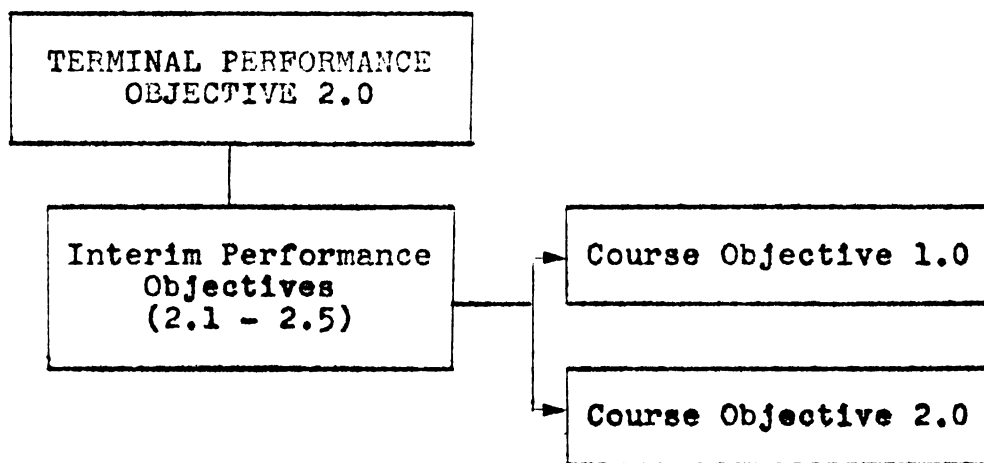 TERMINAL PERFORMANCE
OBJECTIVE 2.0
Interim Performance
Objectives
(2.1 - 2.5)
Course Objective 1.0
Course Objective 2.0